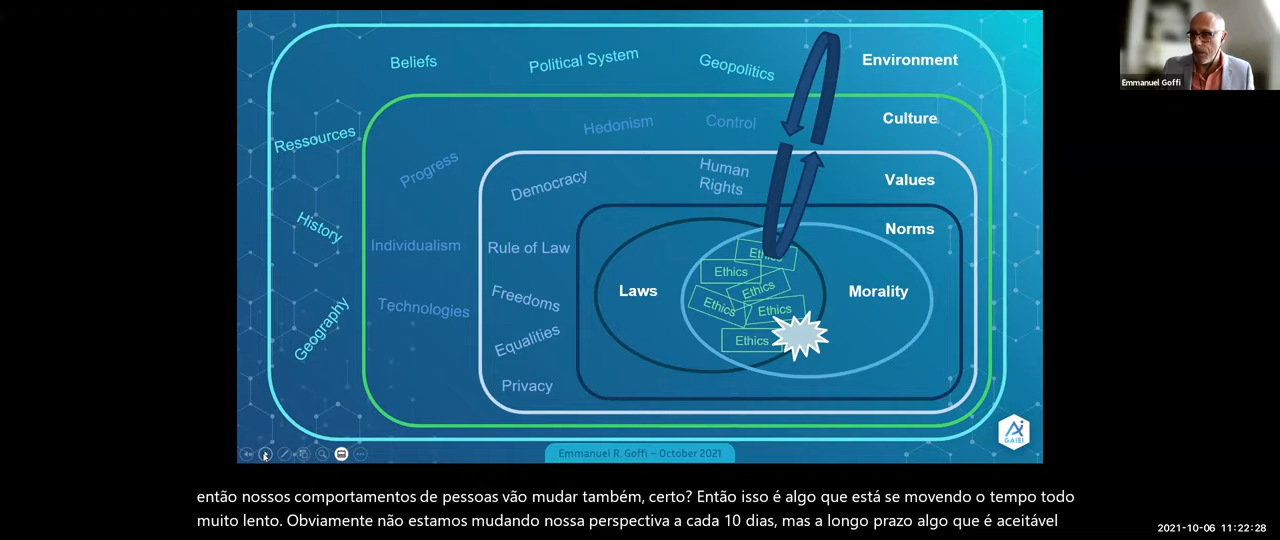 Beliefs
Political System
Geopolitics
Environment
Emmanuel Goffi
Ressources
Hedonism
Control
Culture
Progress
Democracy
Human
Rights
Values
History
Individualism
Rule of Law
Norms
Ethics
Ethics
Ethics
Ethics
Ethics
Ethics
Laws
Morality
Geography
Technologies
Freedoms
Equalities
Privacy
GAIEI
Emmanuel R. Goffi – October 2021
então nossos comportamentos de pessoas vão mudar também, certo? Então isso é algo que está se movendo o tempo todo
muito lento. Obviamente não estamos mudando nossa perspectiva a cada 10 dias, mas a longo prazo algo que é aceitável
2021-10-06 11:22:28